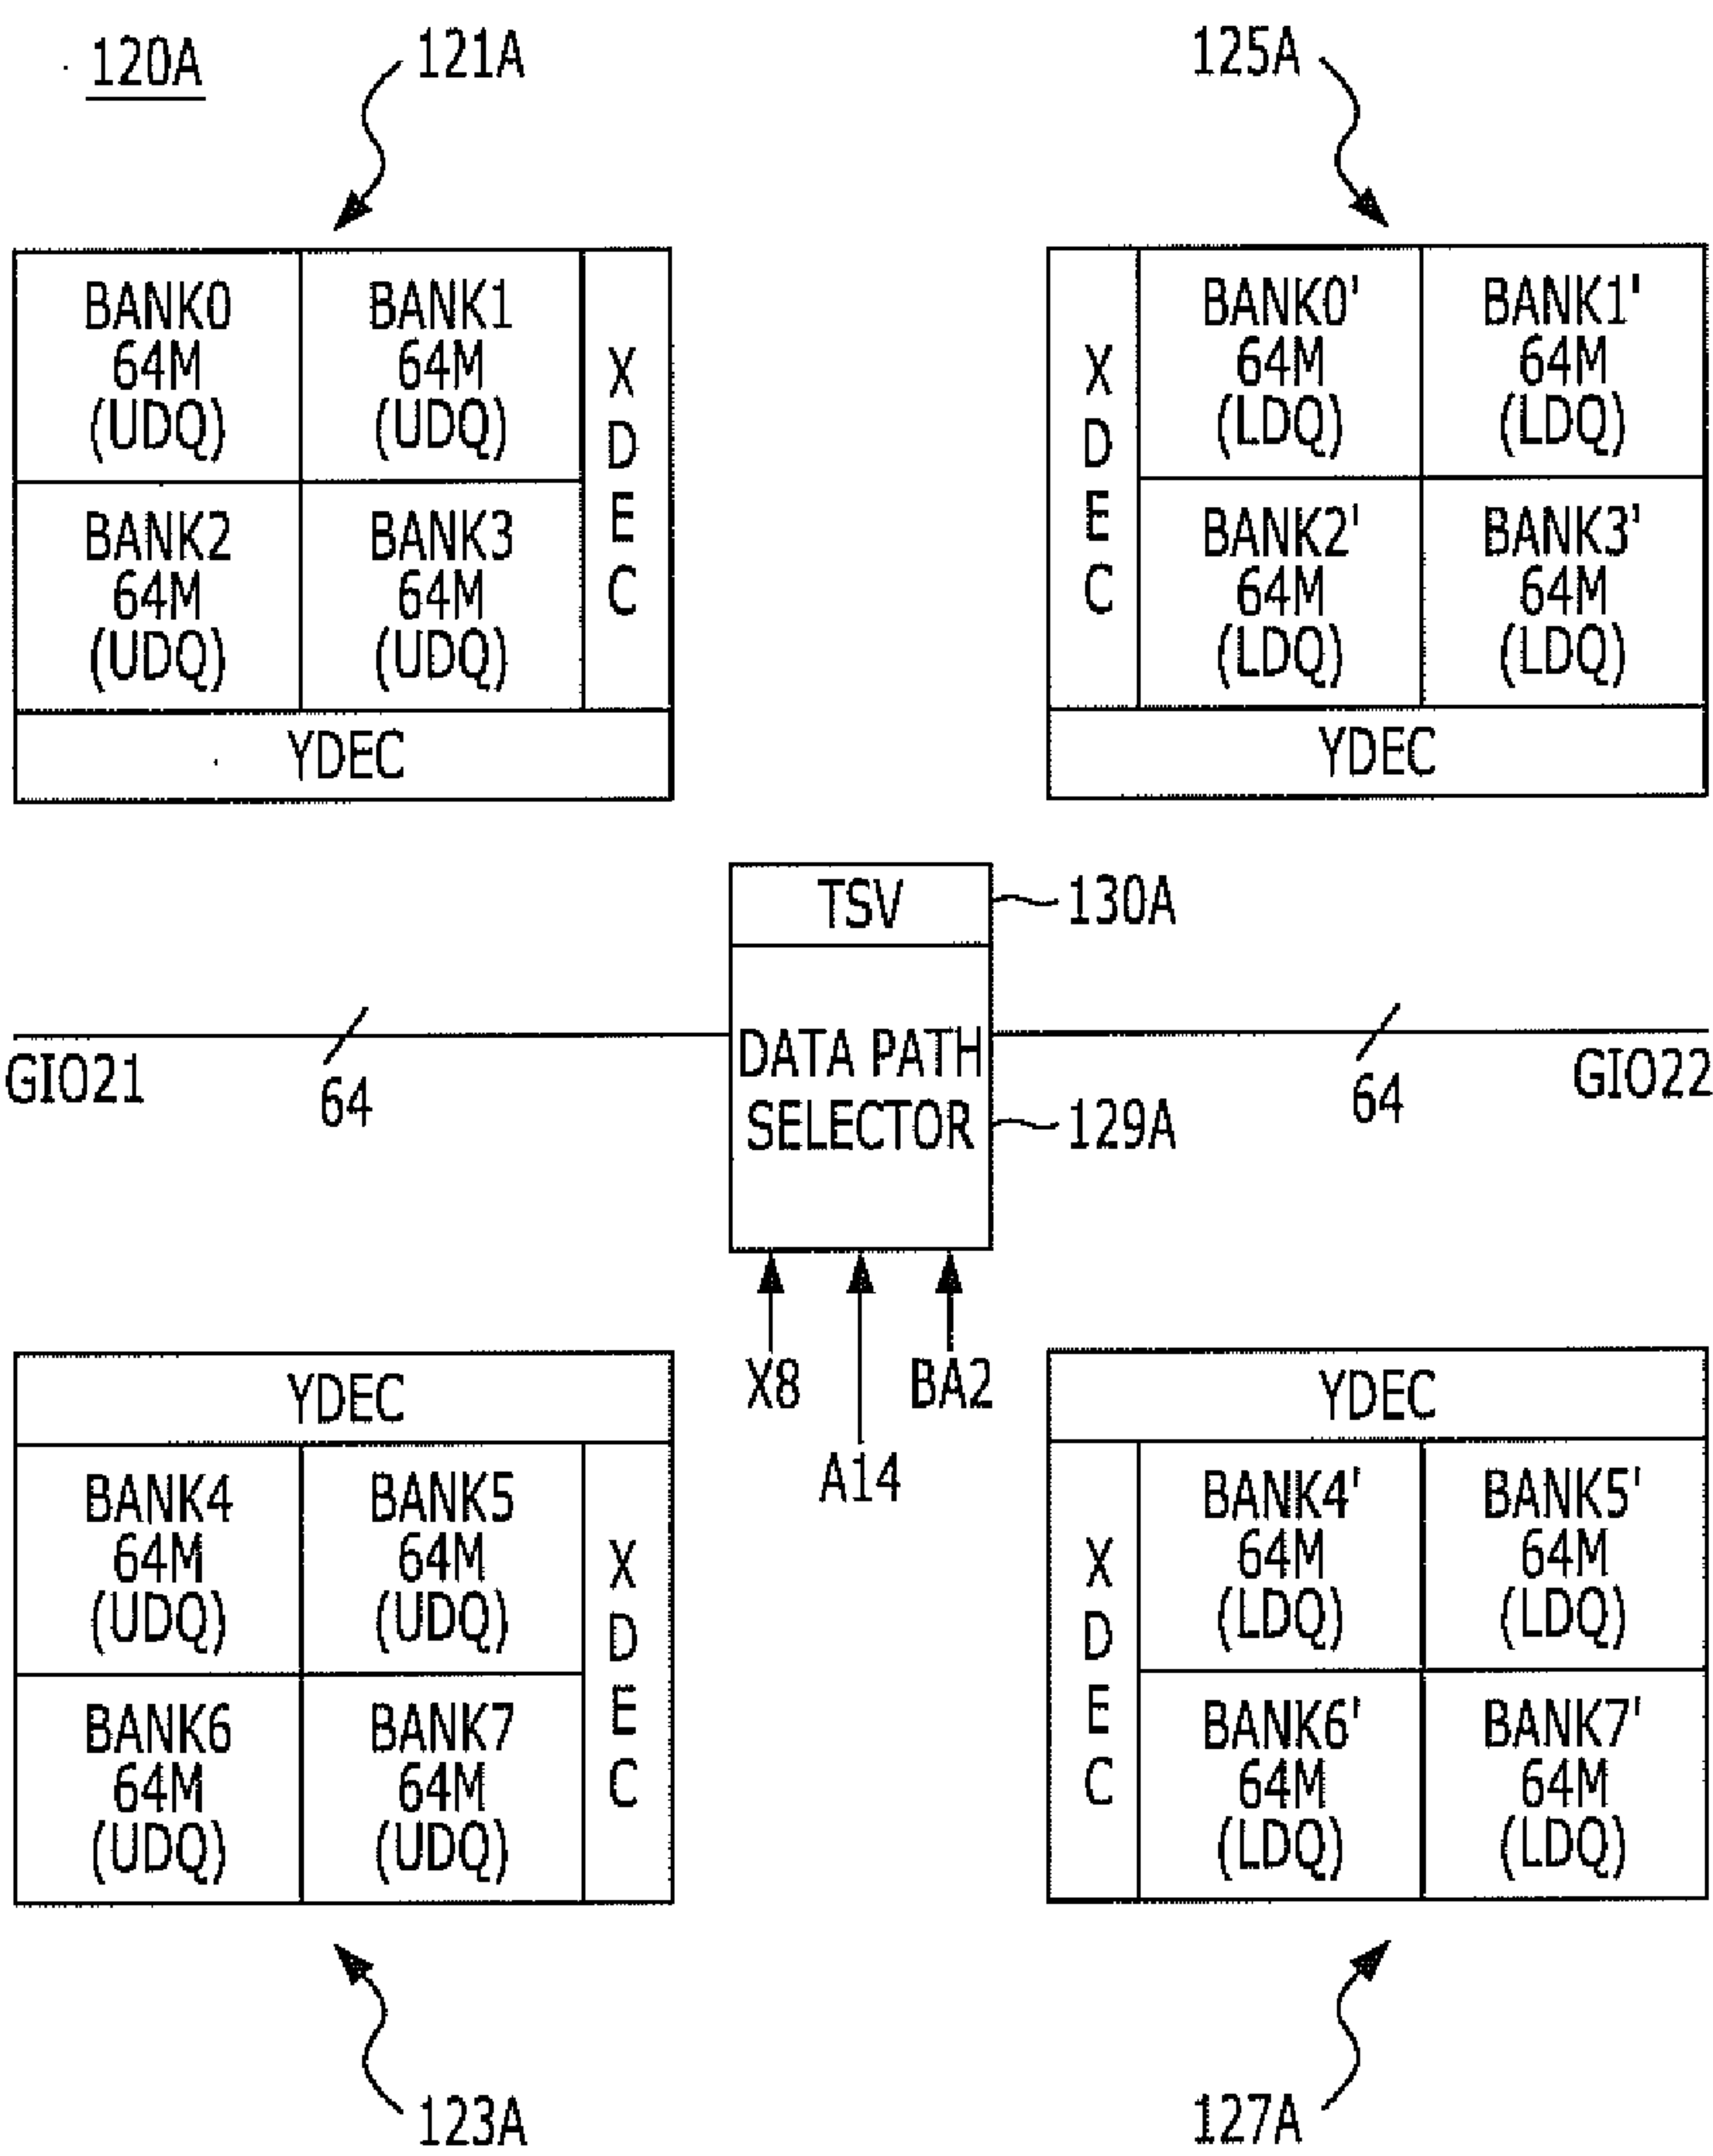 120A
121A
125A
BANK0
64M
(UDQ)
BANK1
64M
(UDQ)
BANK2
64M
(UDQ)
BANK3
64M
(UDQ)
X
D
E
C
YDEC
X
D
E
C
BANK0'
64M
(LDQ)
BANK1'
64M
(LDQ)
BANK2'
64M
(LDQ)
BANK3'
64M
(LDQ)
YDEC
TSV
130A
GIO21
64
DATA PATH
SELECTOR
129A
64
GIO22
X8
A14
BA2
YDEC
BANK4
64M
(UDQ)
BANK5
64M
(UDQ)
BANK6
64M
(UDQ)
BANK7
64M
(UDQ)
X
D
E
C
YDEC
X
D
E
C
BANK4'
64M
(LDQ)
BANK5'
64M
(LDQ)
BANK6'
64M
(LDQ)
BANK7'
64M
(LDQ)
123A
127A